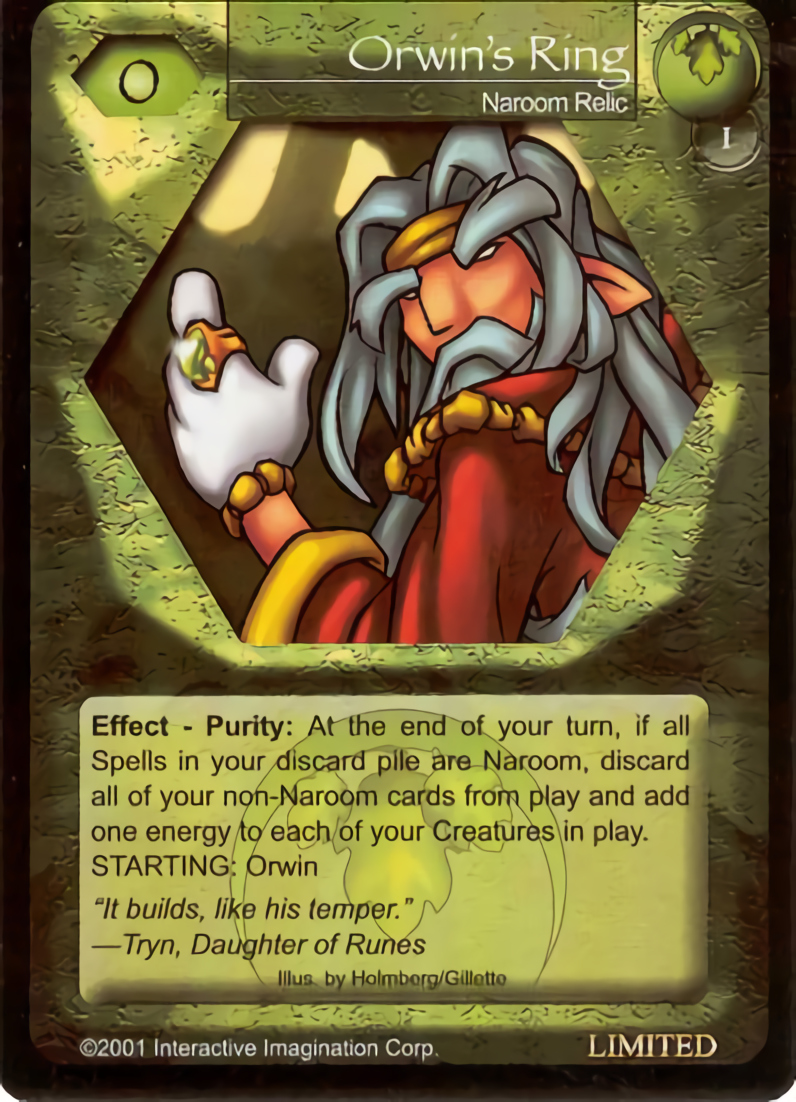 0
Orwin's Ring
Naroom Relic
I
Effect - Purity: At the end of your turn, if all
Spells in your discard pile are Naroom, discard
all of your non-Naroom cards from play and add
one energy to each of your Creatures in play.
STARTING: Orwin
“It builds, like his temper.”
—Tryn, Daughter of Runes
Illus. by Holmberg/Gillette
©2001 Interactive Imagination Corp.
LIMITED